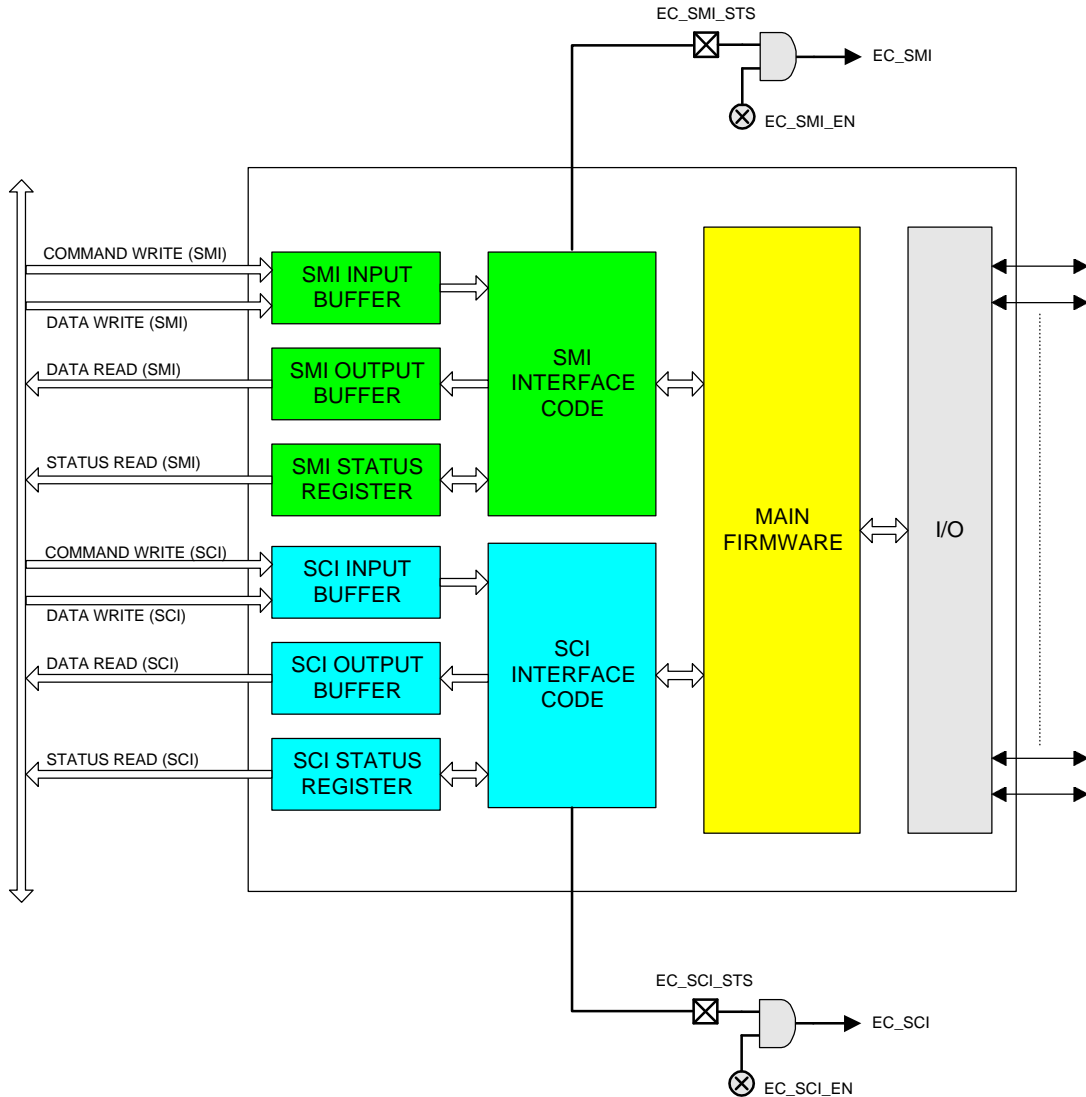 EC_SMI_STS
EC_SMI
EC_SMI_EN
COMMAND WRITE (SMI)
DATA WRITE (SMI)
DATA READ (SMI)
STATUS READ (SMI)
COMMAND WRITE (SCI)
DATA WRITE (SCI)
DATA READ (SCI)
STATUS READ (SCI)
SMI INPUT
BUFFER
SMI OUTPUT
BUFFER
SMI STATUS
REGISTER
SCI INPUT
BUFFER
SCI OUTPUT
BUFFER
SCI STATUS
REGISTER
SMI
INTERFACE
CODE
SCI
INTERFACE
CODE
MAIN
FIRMWARE
I/O
EC_SCI_STS
EC_SCI
EC_SCI_EN